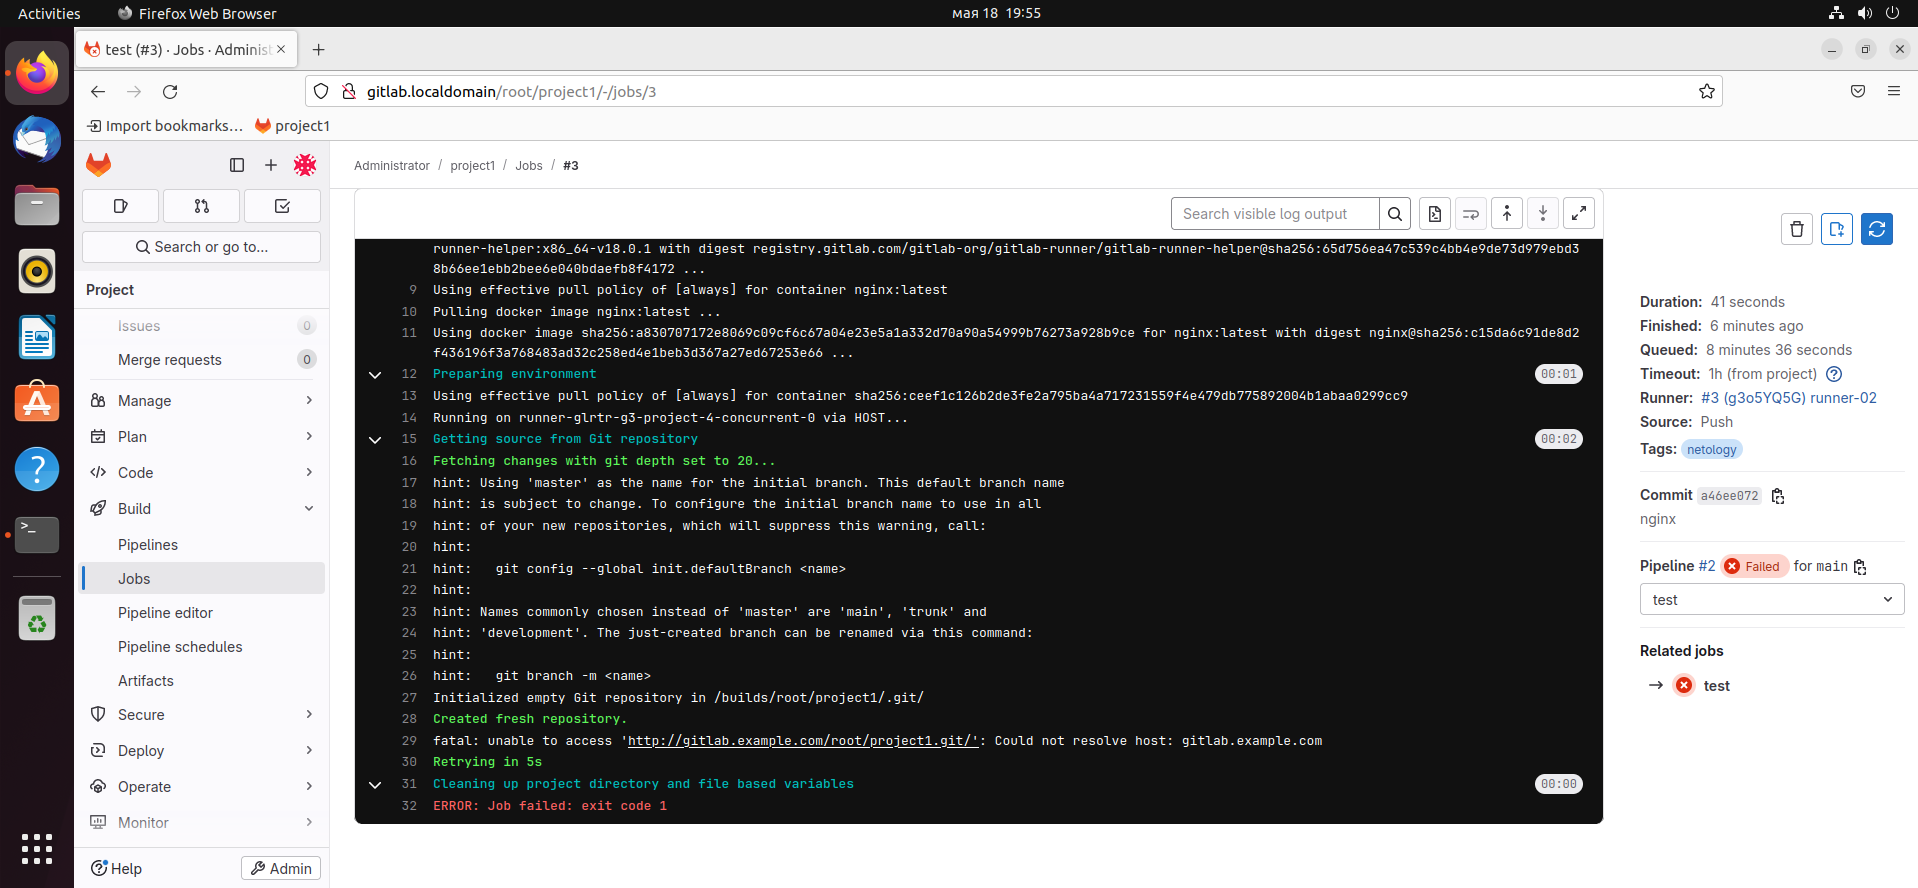 Activities
Firefox Web Browser
мая 18 19:55
test (#3) · Jobs · Adminis
gitlab.localdomain/root/project1/-/jobs/3
Import bookmarks...
project1
Search or go to...
Project
Issues 0
Merge requests 0
Manage
Plan
Code
Build
Pipelines
Jobs
Pipeline editor
Pipeline schedules
Artifacts
Secure
Deploy
Operate
Monitor
Help
Admin
Administrator / project1 / Jobs / #3
Search visible log output
runner-helper:x86_64-v18.0.1 with digest registry.gitlab.com/gitlab-org/gitlab-runner/gitlab-runner-helper@sha256:65d756ea47c539c4bb4e9de73d979ebd3
8b66ee1ebb2bee6e040bdaefb8f4172 ...
9 Using effective pull policy of [always] for container nginx:latest
10 Pulling docker image nginx:latest ...
11 Using docker image sha256:a830707172e8069c09cf6c67a04e23e5a1a332d70a90a54999b76273a928b9ce for nginx:latest with digest nginx@sha256:c15da6c91de8d2
f436196f3a768483ad32c258ed4e1beb3d367a27ed67253e66 ...
12 Preparing environment 00:01
13 Using effective pull policy of [always] for container sha256:ceef1c126b2de3fe2a795ba4a717231559f4e479db775892004b1abaa0299cc9
14 Running on runner-glrtr-g3-project-4-concurrent-0 via HOST...
15 Getting source from Git repository 00:02
16 Fetching changes with git depth set to 20...
17 hint: Using 'master' as the name for the initial branch. This default branch name
18 hint: is subject to change. To configure the initial branch name to use in all
19 hint: of your new repositories, which will suppress this warning, call:
20 hint:
21 hint:   git config --global init.defaultBranch <name>
22 hint:
23 hint: Names commonly chosen instead of 'master' are 'main', 'trunk' and
24 hint: 'development'. The just-created branch can be renamed via this command:
25 hint:
26 hint:   git branch -m <name>
27 Initialized empty Git repository in /builds/root/project1/.git/
28 Created fresh repository.
29 fatal: unable to access 'http://gitlab.example.com/root/project1.git/': Could not resolve host: gitlab.example.com
30 Retrying in 5s
31 Cleaning up project directory and file based variables 00:00
32 ERROR: Job failed: exit code 1
Duration: 41 seconds
Finished: 6 minutes ago
Queued: 8 minutes 36 seconds
Timeout: 1h (from project)
Runner: #3 (g3o5YQ5G) runner-02
Source: Push
Tags: netology
Commit a46ee072
nginx
Pipeline #2 Failed for main
test
Related jobs
→ test